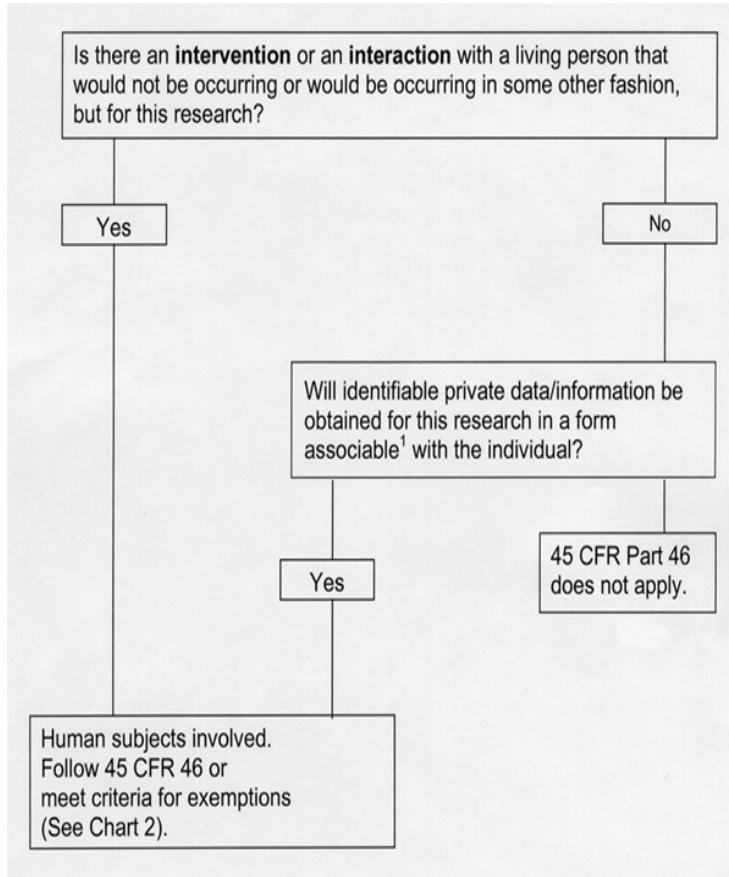 Is there an intervention or an interaction with a living person that
would not be occurring or would be occurring in some other fashion,
but for this research?
Yes
No
Will identifiable private data/information be
obtained for this research in a form
associable¹ with the individual?
Yes
45 CFR Part 46
does not apply.
Human subjects involved.
Follow 45 CFR 46 or
meet criteria for exemptions
(See Chart 2).